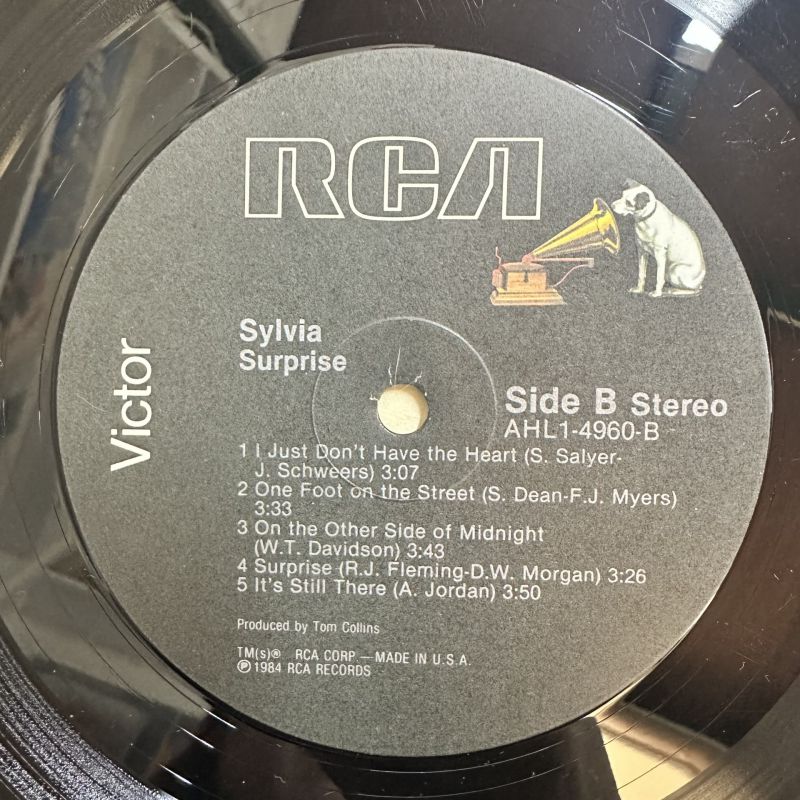 RCA
Victor
Sylvia
Surprise
Side B Stereo
AHL1-4960-B
1 I Just Don't Have the Heart (S. Salyer-
J. Schweers) 3:07
2 One Foot on the Street (S. Dean-F.J. Myers)
3:33
3 On the Other Side of Midnight
(W.T. Davidson) 3:43
4 Surprise (R.J. Fleming-D.W. Morgan) 3:26
5 It's Still There (A. Jordan) 3:50
Produced by Tom Collins
TM(s)® RCA CORP.—MADE IN U.S.A.
℗ 1984 RCA RECORDS